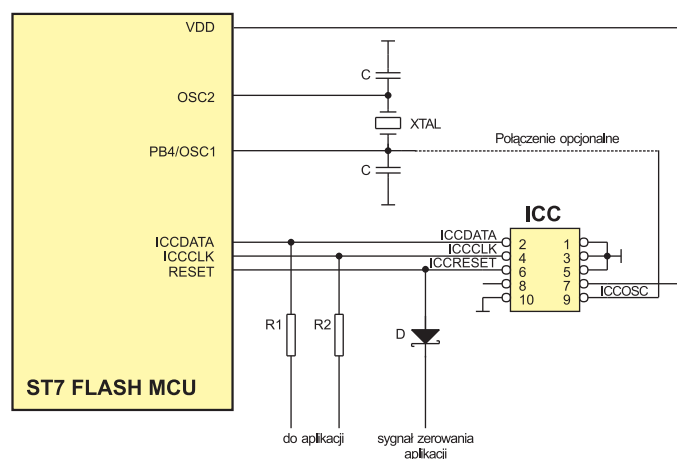 VDD
C
OSC2
XTAL
PB4/OSC1
Połączenie opcjonalne
C
ICC
ICCDATA
ICCDATA
2 1
ICCCLK
ICCCLK
4 3
RESET
ICCRESET
6 5
8 7
ICCOSC
10 9
R1
R2
D
ST7 FLASH MCU
do aplikacji
sygnał zerowania
aplikacji